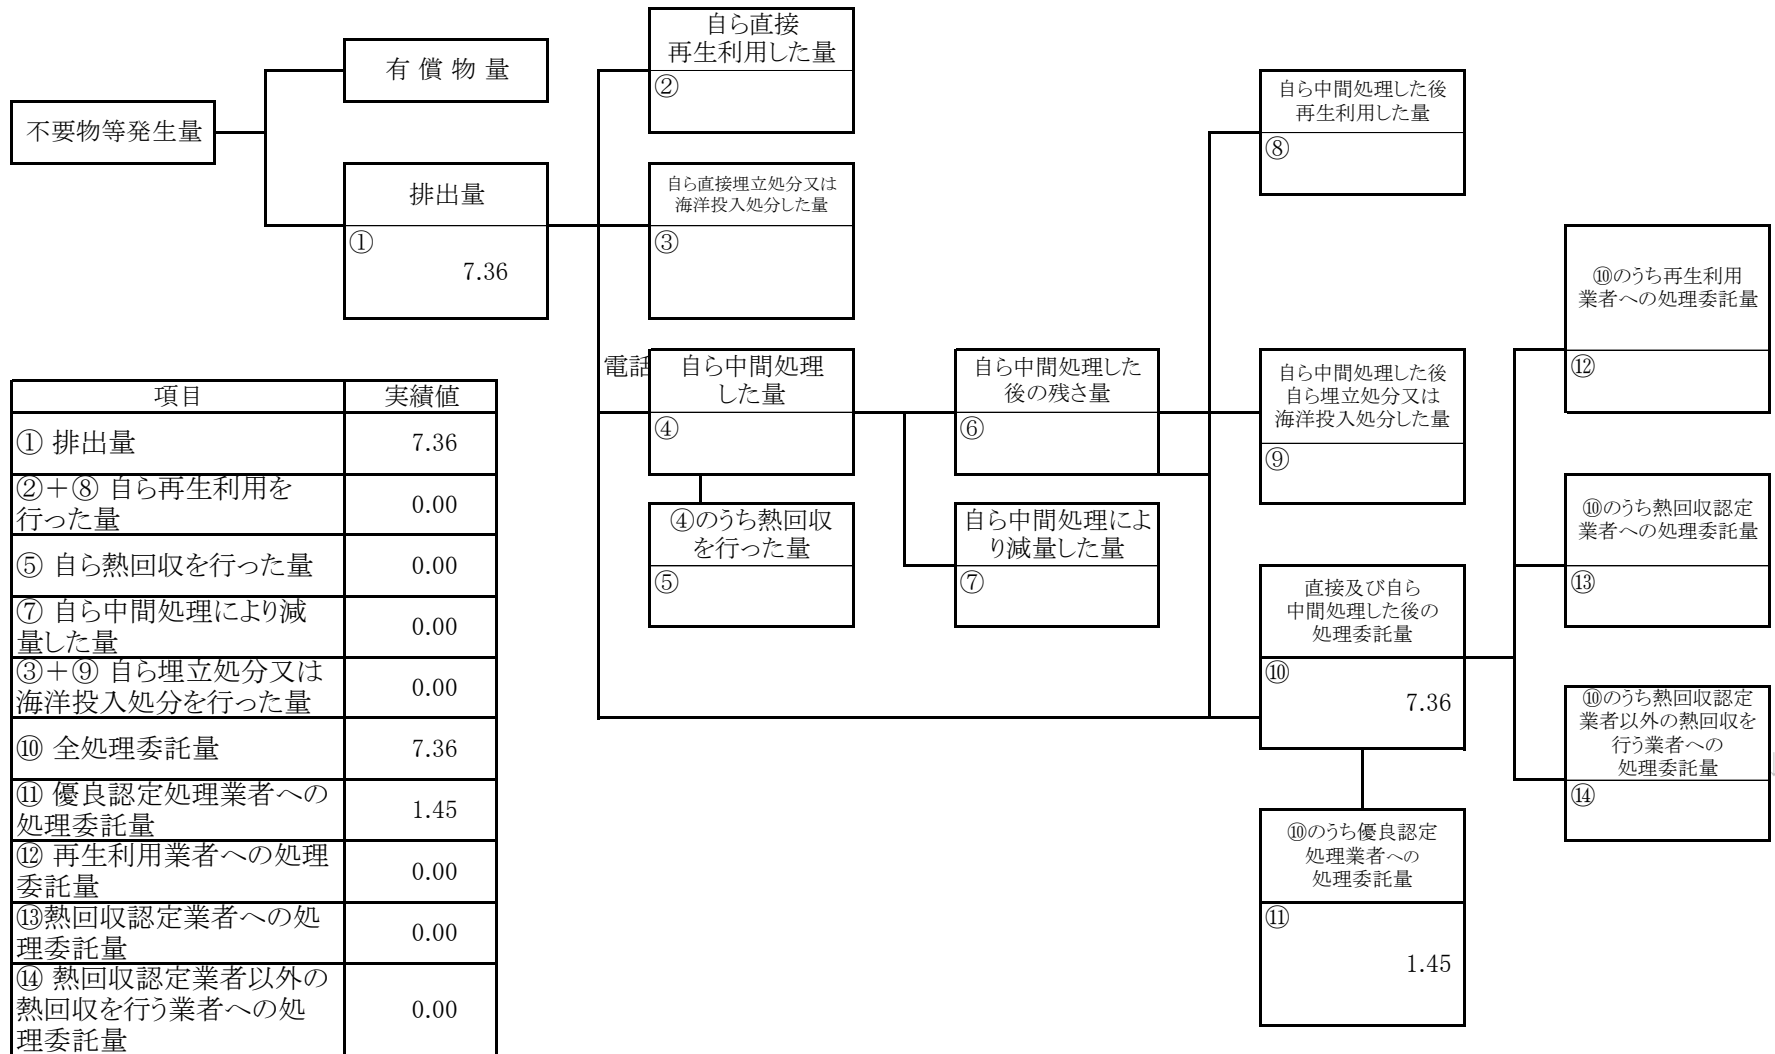 自ら直接
再生利用した量
②
有 償 物 量
不要物等発生量
排出量
①
7.36
自ら直接埋立処分又は
海洋投入処分した量
③
自ら中間処理した後
再生利用した量
⑧
⑩のうち再生利用
業者への処理委託量
⑫
電話
自ら中間処理
した量
④
自ら中間処理した
後の残さ量
⑥
自ら中間処理した後
自ら埋立処分又は
海洋投入処分した量
⑨
④のうち熱回収
を行った量
⑤
自ら中間処理によ
り減量した量
⑦
⑩のうち熱回収認定
業者への処理委託量
⑬
直接及び自ら
中間処理した後の
処理委託量
⑩
7.36
⑩のうち熱回収認定
業者以外の熱回収を
行う業者への
処理委託量
⑭
⑩のうち優良認定
処理業者への
処理委託量
⑪
1.45
項目 実績値
① 排出量 7.36
②＋⑧ 自ら再生利用を
行った量 0.00
⑤ 自ら熱回収を行った量 0.00
⑦ 自ら中間処理により減
量した量 0.00
③＋⑨ 自ら埋立処分又は
海洋投入処分を行った量 0.00
⑩ 全処理委託量 7.36
⑪ 優良認定処理業者への
処理委託量 1.45
⑫ 再生利用業者への処理
委託量 0.00
⑬熱回収認定業者への処
理委託量 0.00
⑭ 熱回収認定業者以外の
熱回収を行う業者への処
理委託量 0.00